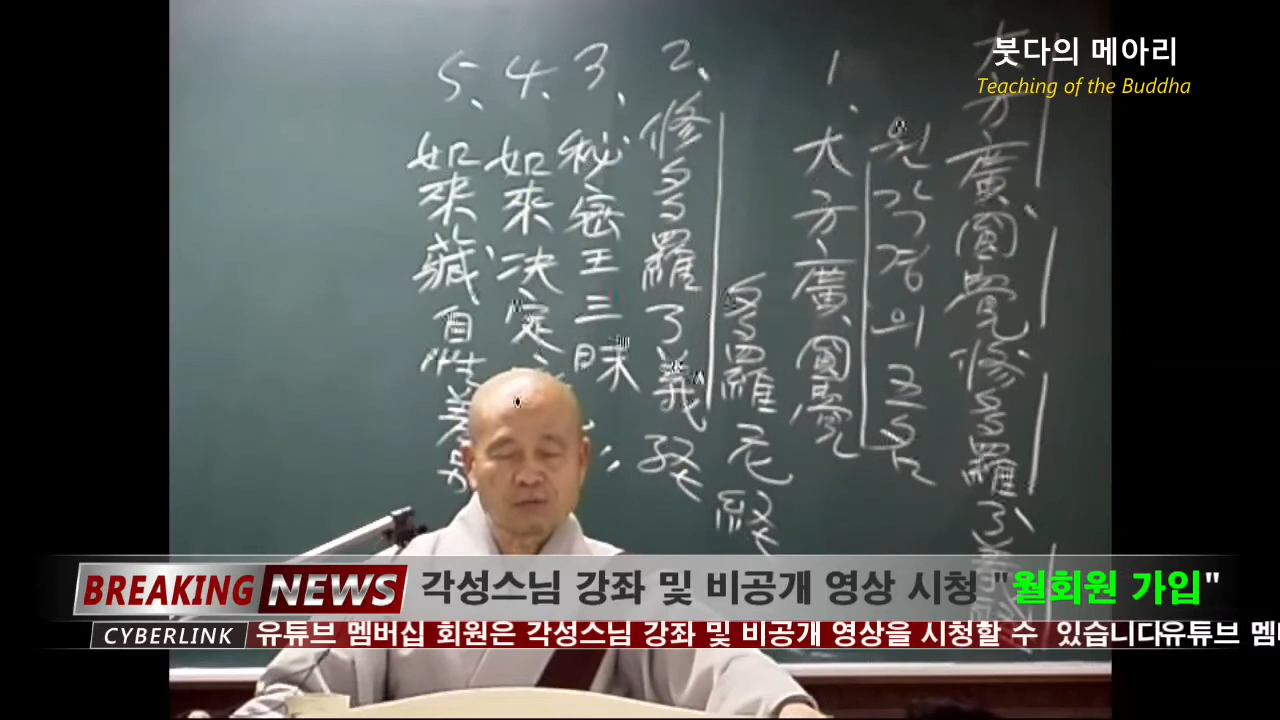 붓다의 메아리
Teaching of the Buddha
大方廣圓覺修多羅了義
원각경의 五名
1、大方廣圓覺
多羅尼經
2、修多羅了義經
3、秘密王三昧
4、如來決定
5、如來藏自性差別
BREAKING NEWS
각성스님 강좌 및 비공개 영상 시청 "월회원 가입"
CYBERLINK
유튜브 멤버십 회원은 각성스님 강좌 및 비공개 영상을 시청할 수 있습니다유튜브 멤